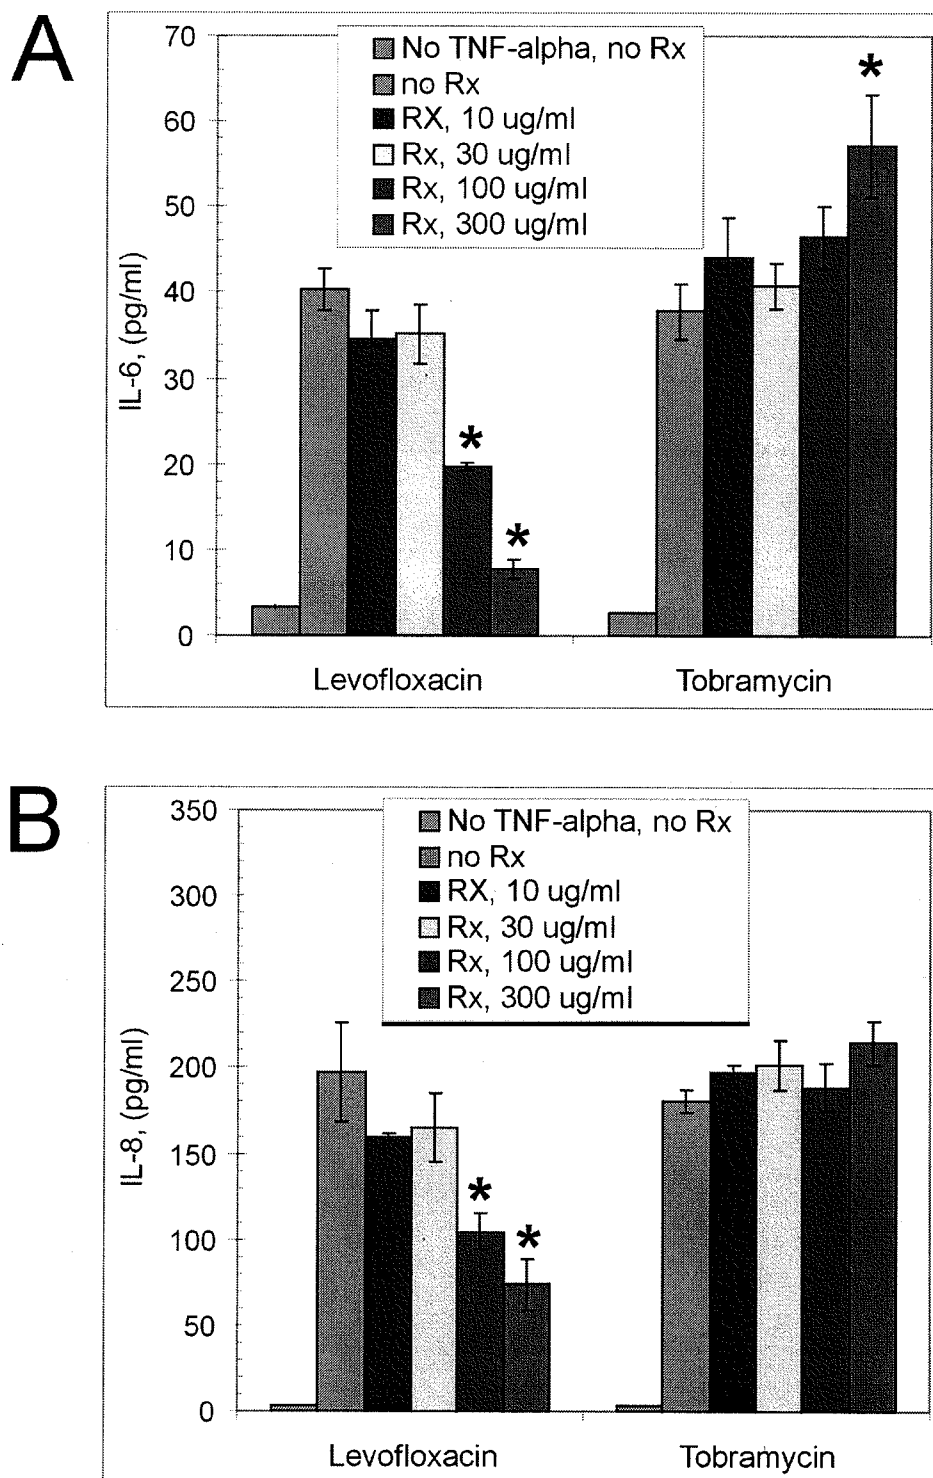 A
70
60
50
40
30
20
10
0
IL-6, (pg/ml)
No TNF-alpha, no Rx
no Rx
RX, 10 ug/ml
Rx, 30 ug/ml
Rx, 100 ug/ml
Rx, 300 ug/ml
*
*
*
Levofloxacin
Tobramycin
B
350
300
250
200
150
100
50
0
IL-8, (pg/ml)
No TNF-alpha, no Rx
no Rx
RX, 10 ug/ml
Rx, 30 ug/ml
Rx, 100 ug/ml
Rx, 300 ug/ml
*
*
Levofloxacin
Tobramycin